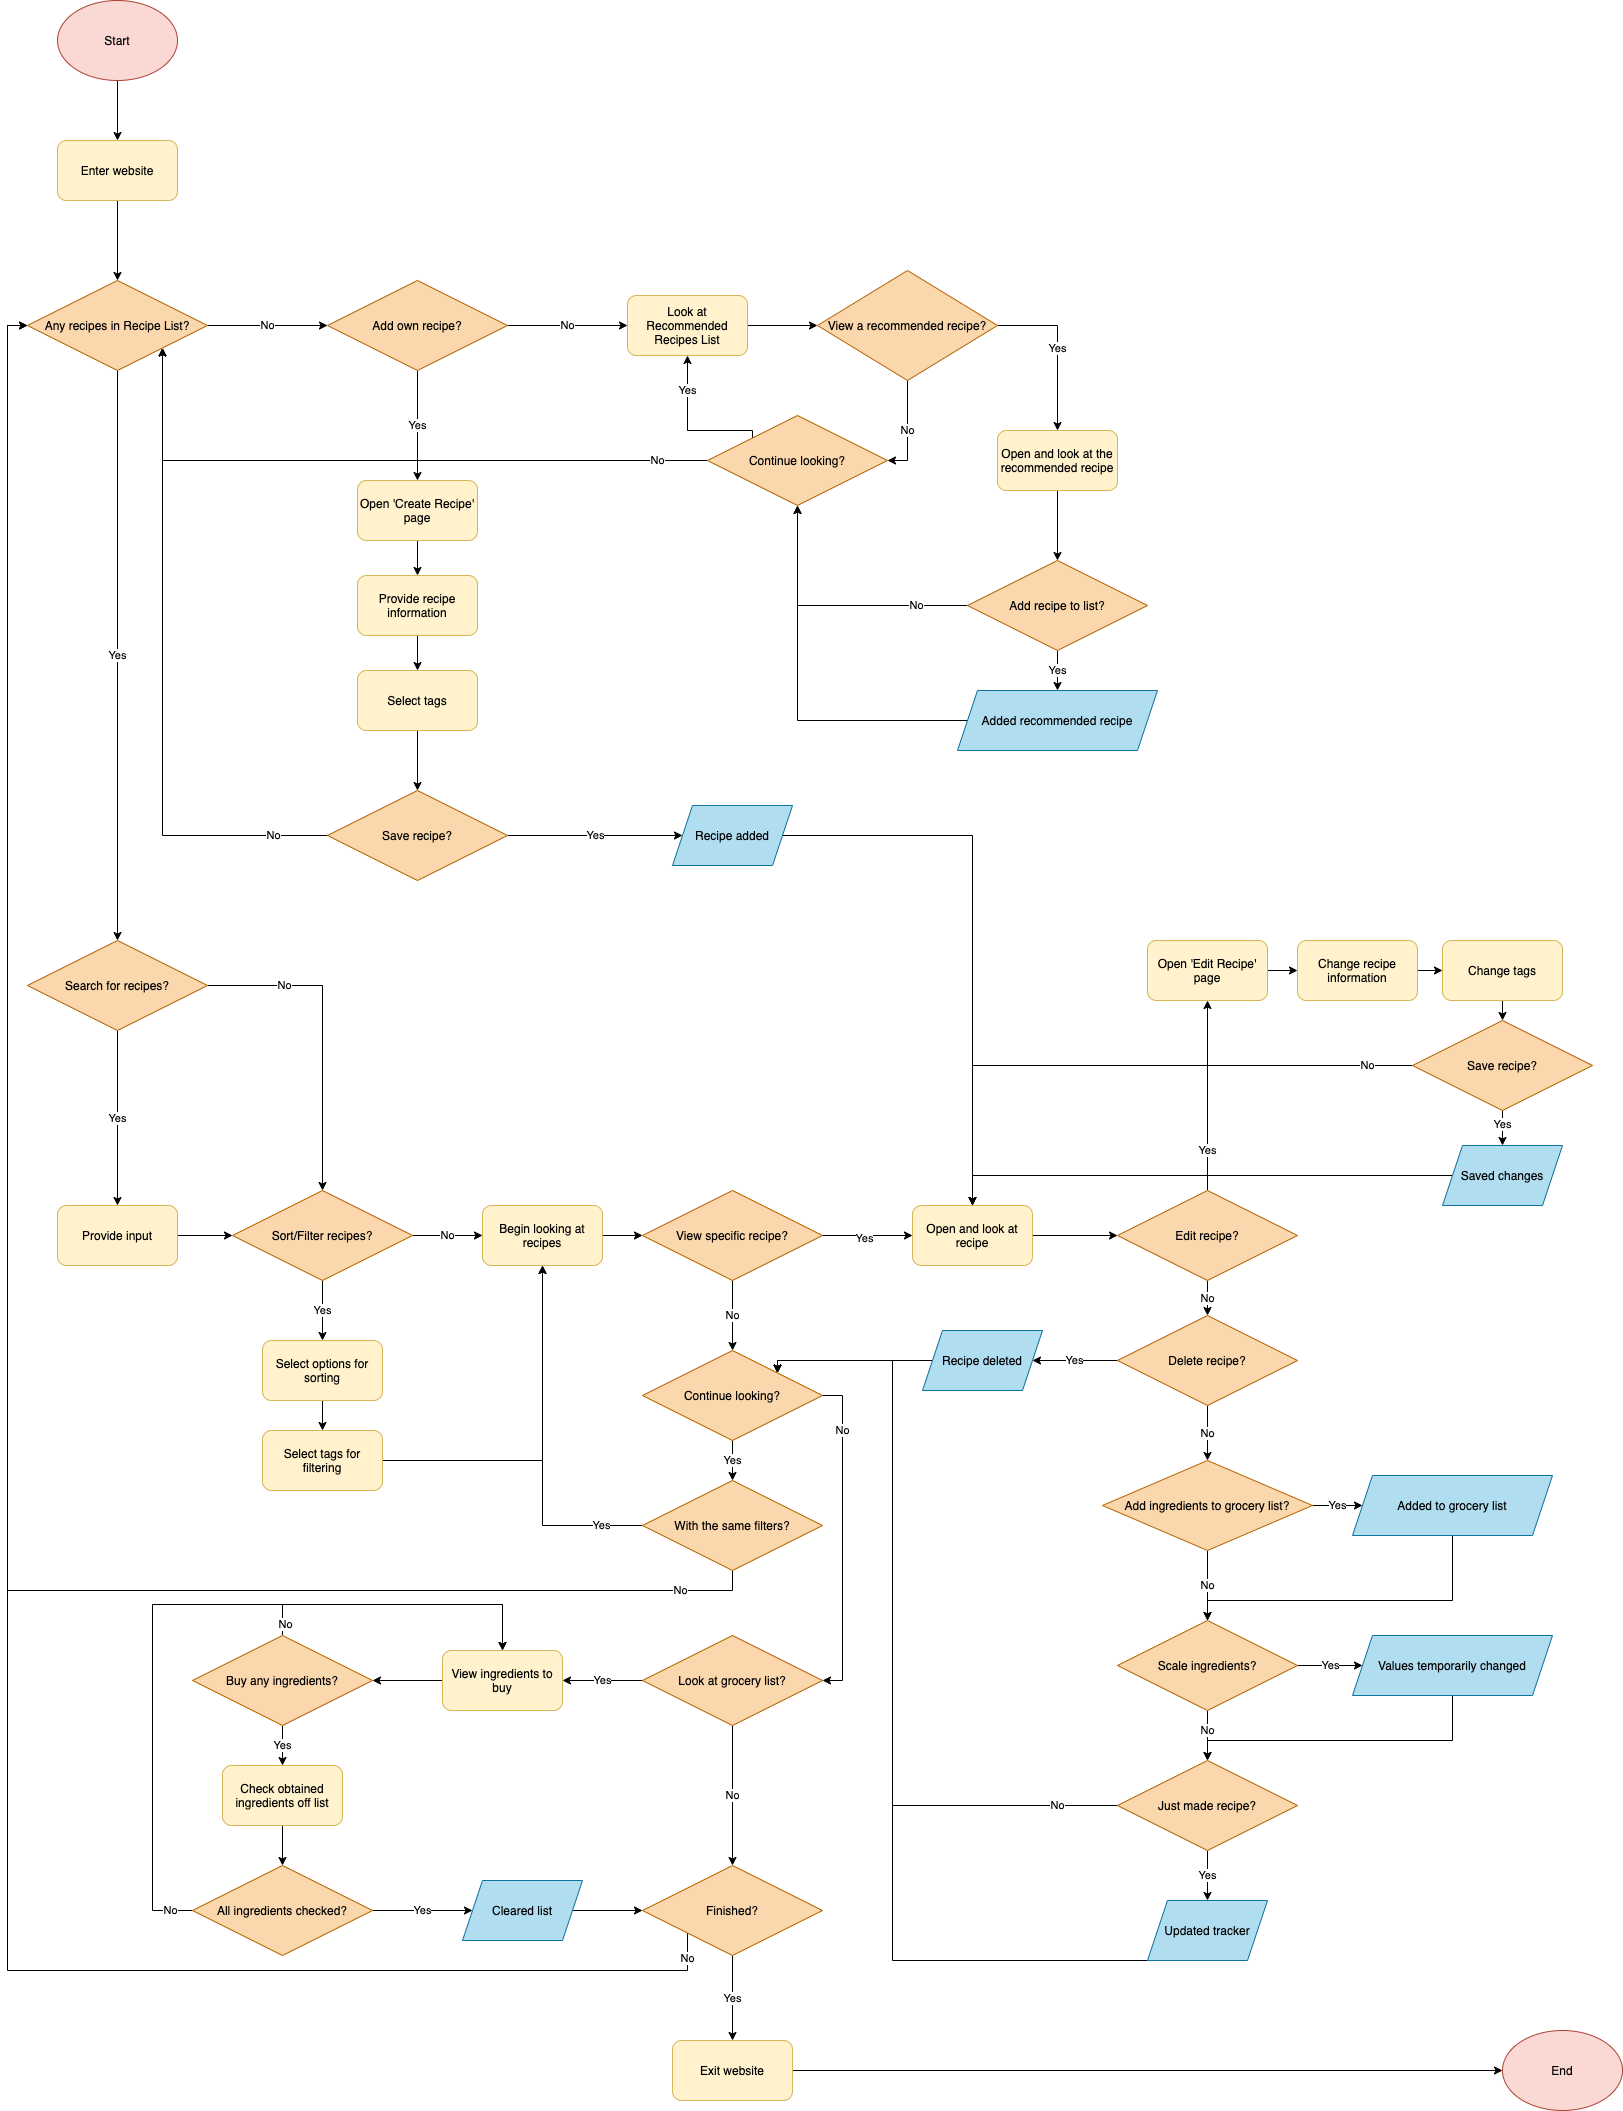 Start
Enter website
Any recipes in Recipe List?
No
Add own recipe?
No
Look at
Recommended
Recipes List
View a recommended recipe?
Yes
Yes
No
Yes
Continue looking?
No
Open and look at the
recommended recipe
Open 'Create Recipe'
page
Provide recipe
information
Add recipe to list?
No
Yes
Yes
Select tags
Added recommended recipe
Save recipe?
No
Yes
Recipe added
Open 'Edit Recipe'
page
Change recipe
information
Change tags
Search for recipes?
No
Save recipe?
No
Yes
Yes
Yes
Saved changes
Provide input
Sort/Filter recipes?
No
Begin looking at
recipes
View specific recipe?
Yes
Open and look at
recipe
Edit recipe?
Yes
No
No
Select options for
sorting
Recipe deleted
Yes
Delete recipe?
Continue looking?
No
No
Select tags for
filtering
Yes
Add ingredients to grocery list?
Yes
Added to grocery list
With the same filters?
Yes
No
No
No
View ingredients to
buy
Buy any ingredients?
Yes
Look at grocery list?
Scale ingredients?
Yes
Values temporarily changed
No
Yes
Check obtained
ingredients off list
No
Just made recipe?
No
Yes
All ingredients checked?
No
Yes
Cleared list
Finished?
Updated tracker
No
Yes
Exit website
End